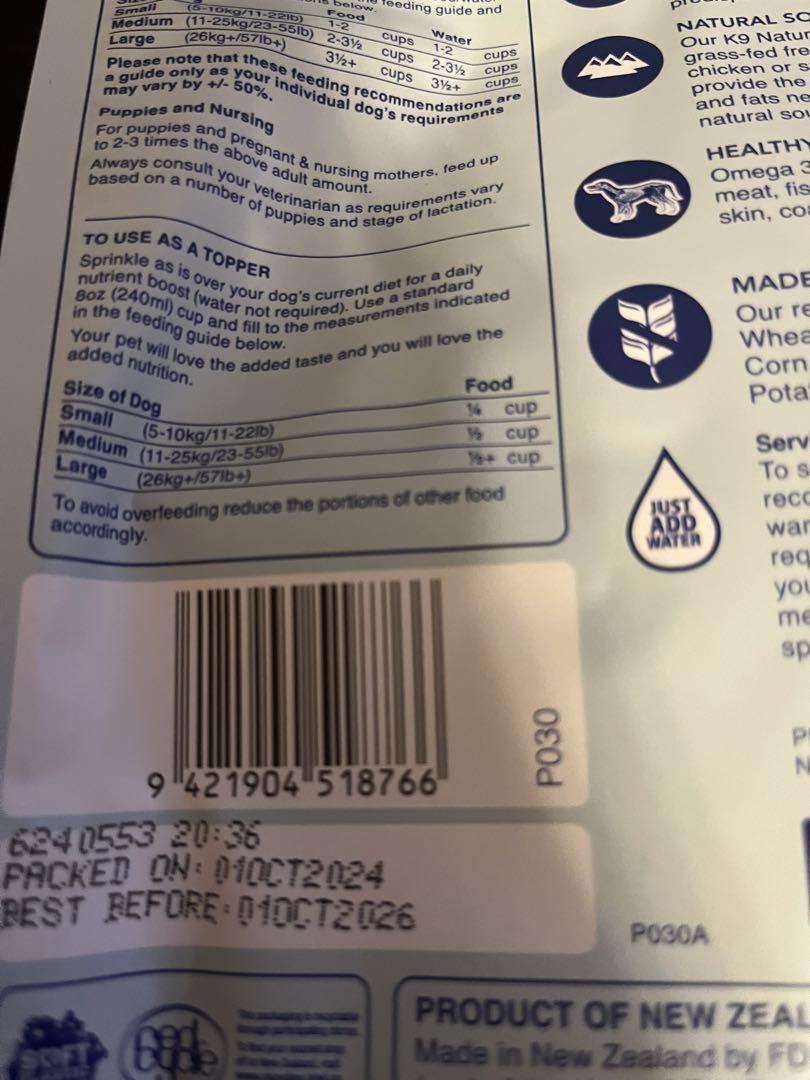 below.
feeding guide and
Food
Water
Small (5-10kg/11-22lb) 1-2 cups 1-2 cups
Medium (11-25kg/23-55lb) 2-3½ cups 2-3½ cups
Large (26kg+/57lb+) 3½+ cups 3½+ cups
Please note that these feeding recommendations are
a guide only as your individual dog's requirements
may vary by +/- 50%.
Puppies and Nursing
For puppies and pregnant & nursing mothers, feed up
to 2-3 times the above adult amount.
Always consult your veterinarian as requirements vary
based on a number of puppies and stage of lactation.
TO USE AS A TOPPER
Sprinkle as is over your dog's current diet for a daily
nutrient boost (water not required). Use a standard
8oz (240ml) cup and fill to the measurements indicated
in the feeding guide below.
Your pet will love the added taste and you will love the
added nutrition.
Size of Dog Food
Small (5-10kg/11-22lb) ¼ cup
Medium (11-25kg/23-55lb) ½ cup
Large (26kg+/57lb+) ½+ cup
To avoid overfeeding reduce the portions of other food
accordingly.
9 421904 518766
P030
6240553 20:36
PACKED ON: 01OCT2024
BEST BEFORE: 01OCT2026
NATURAL SO
Our K9 Natur
grass-fed fre
chicken or s
provide the
and fats ne
natural sou
HEALTHY
Omega 3
meat, fis
skin, coa
MADE
Our re
Whea
Corn
Pota
JUST
ADD
WATER
Serv
To s
reco
war
req
you
me
sp
P030A
PRODUCT OF NEW ZEAL
Made in New Zealand by FD